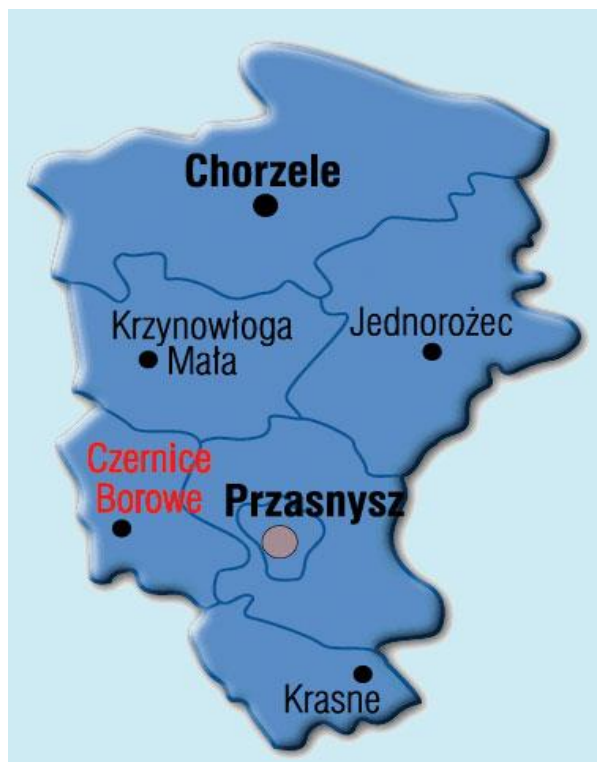 Chorzele
Krzynowłoga
Mała
Jednorożec
Czernice
Borowe
Przasnysz
Krasne